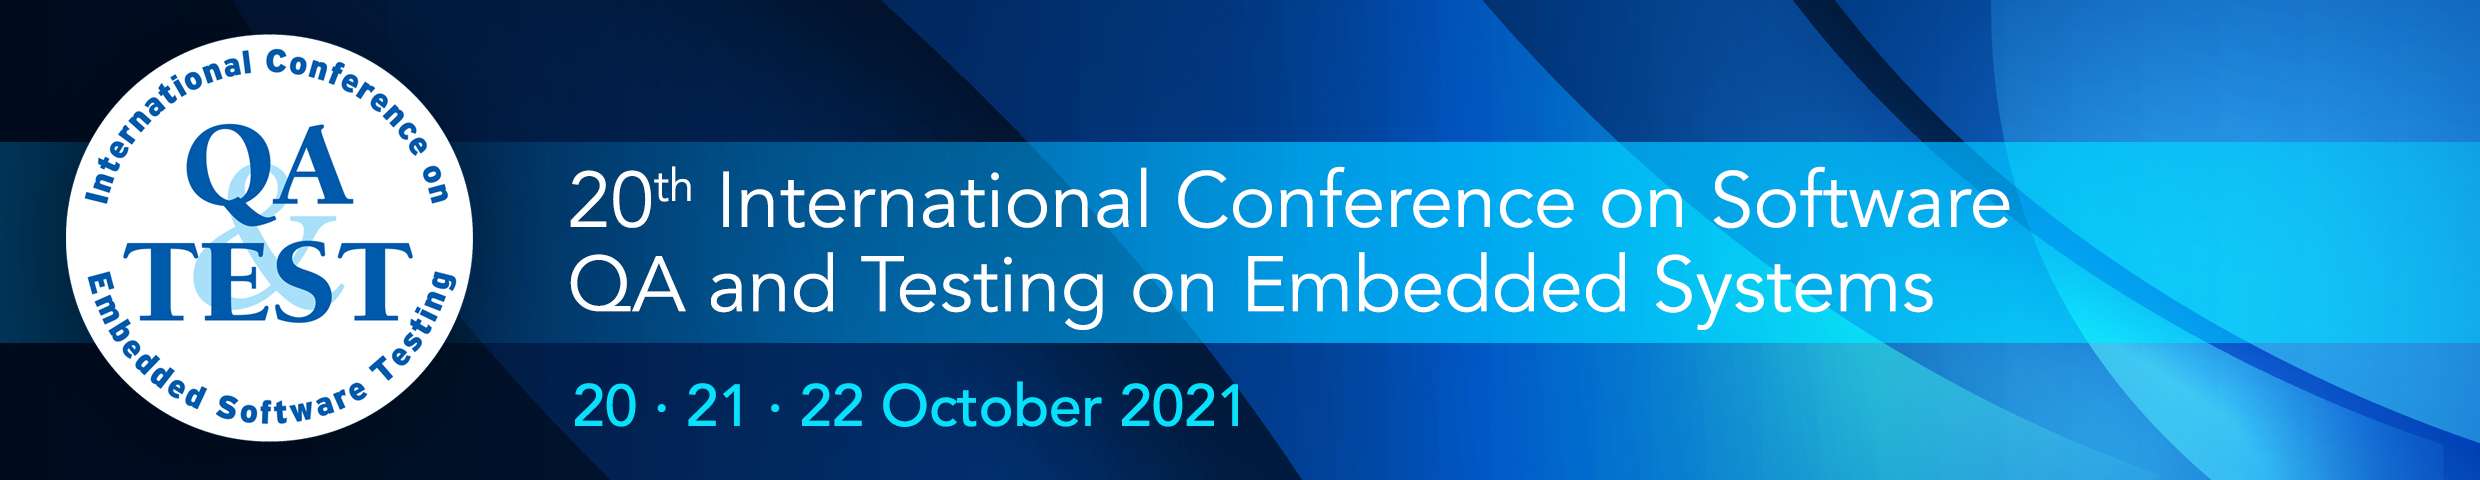 International Conference on
QA &
TEST
Embedded Software Testing
20th International Conference on Software
QA and Testing on Embedded Systems
20 · 21 · 22 October 2021